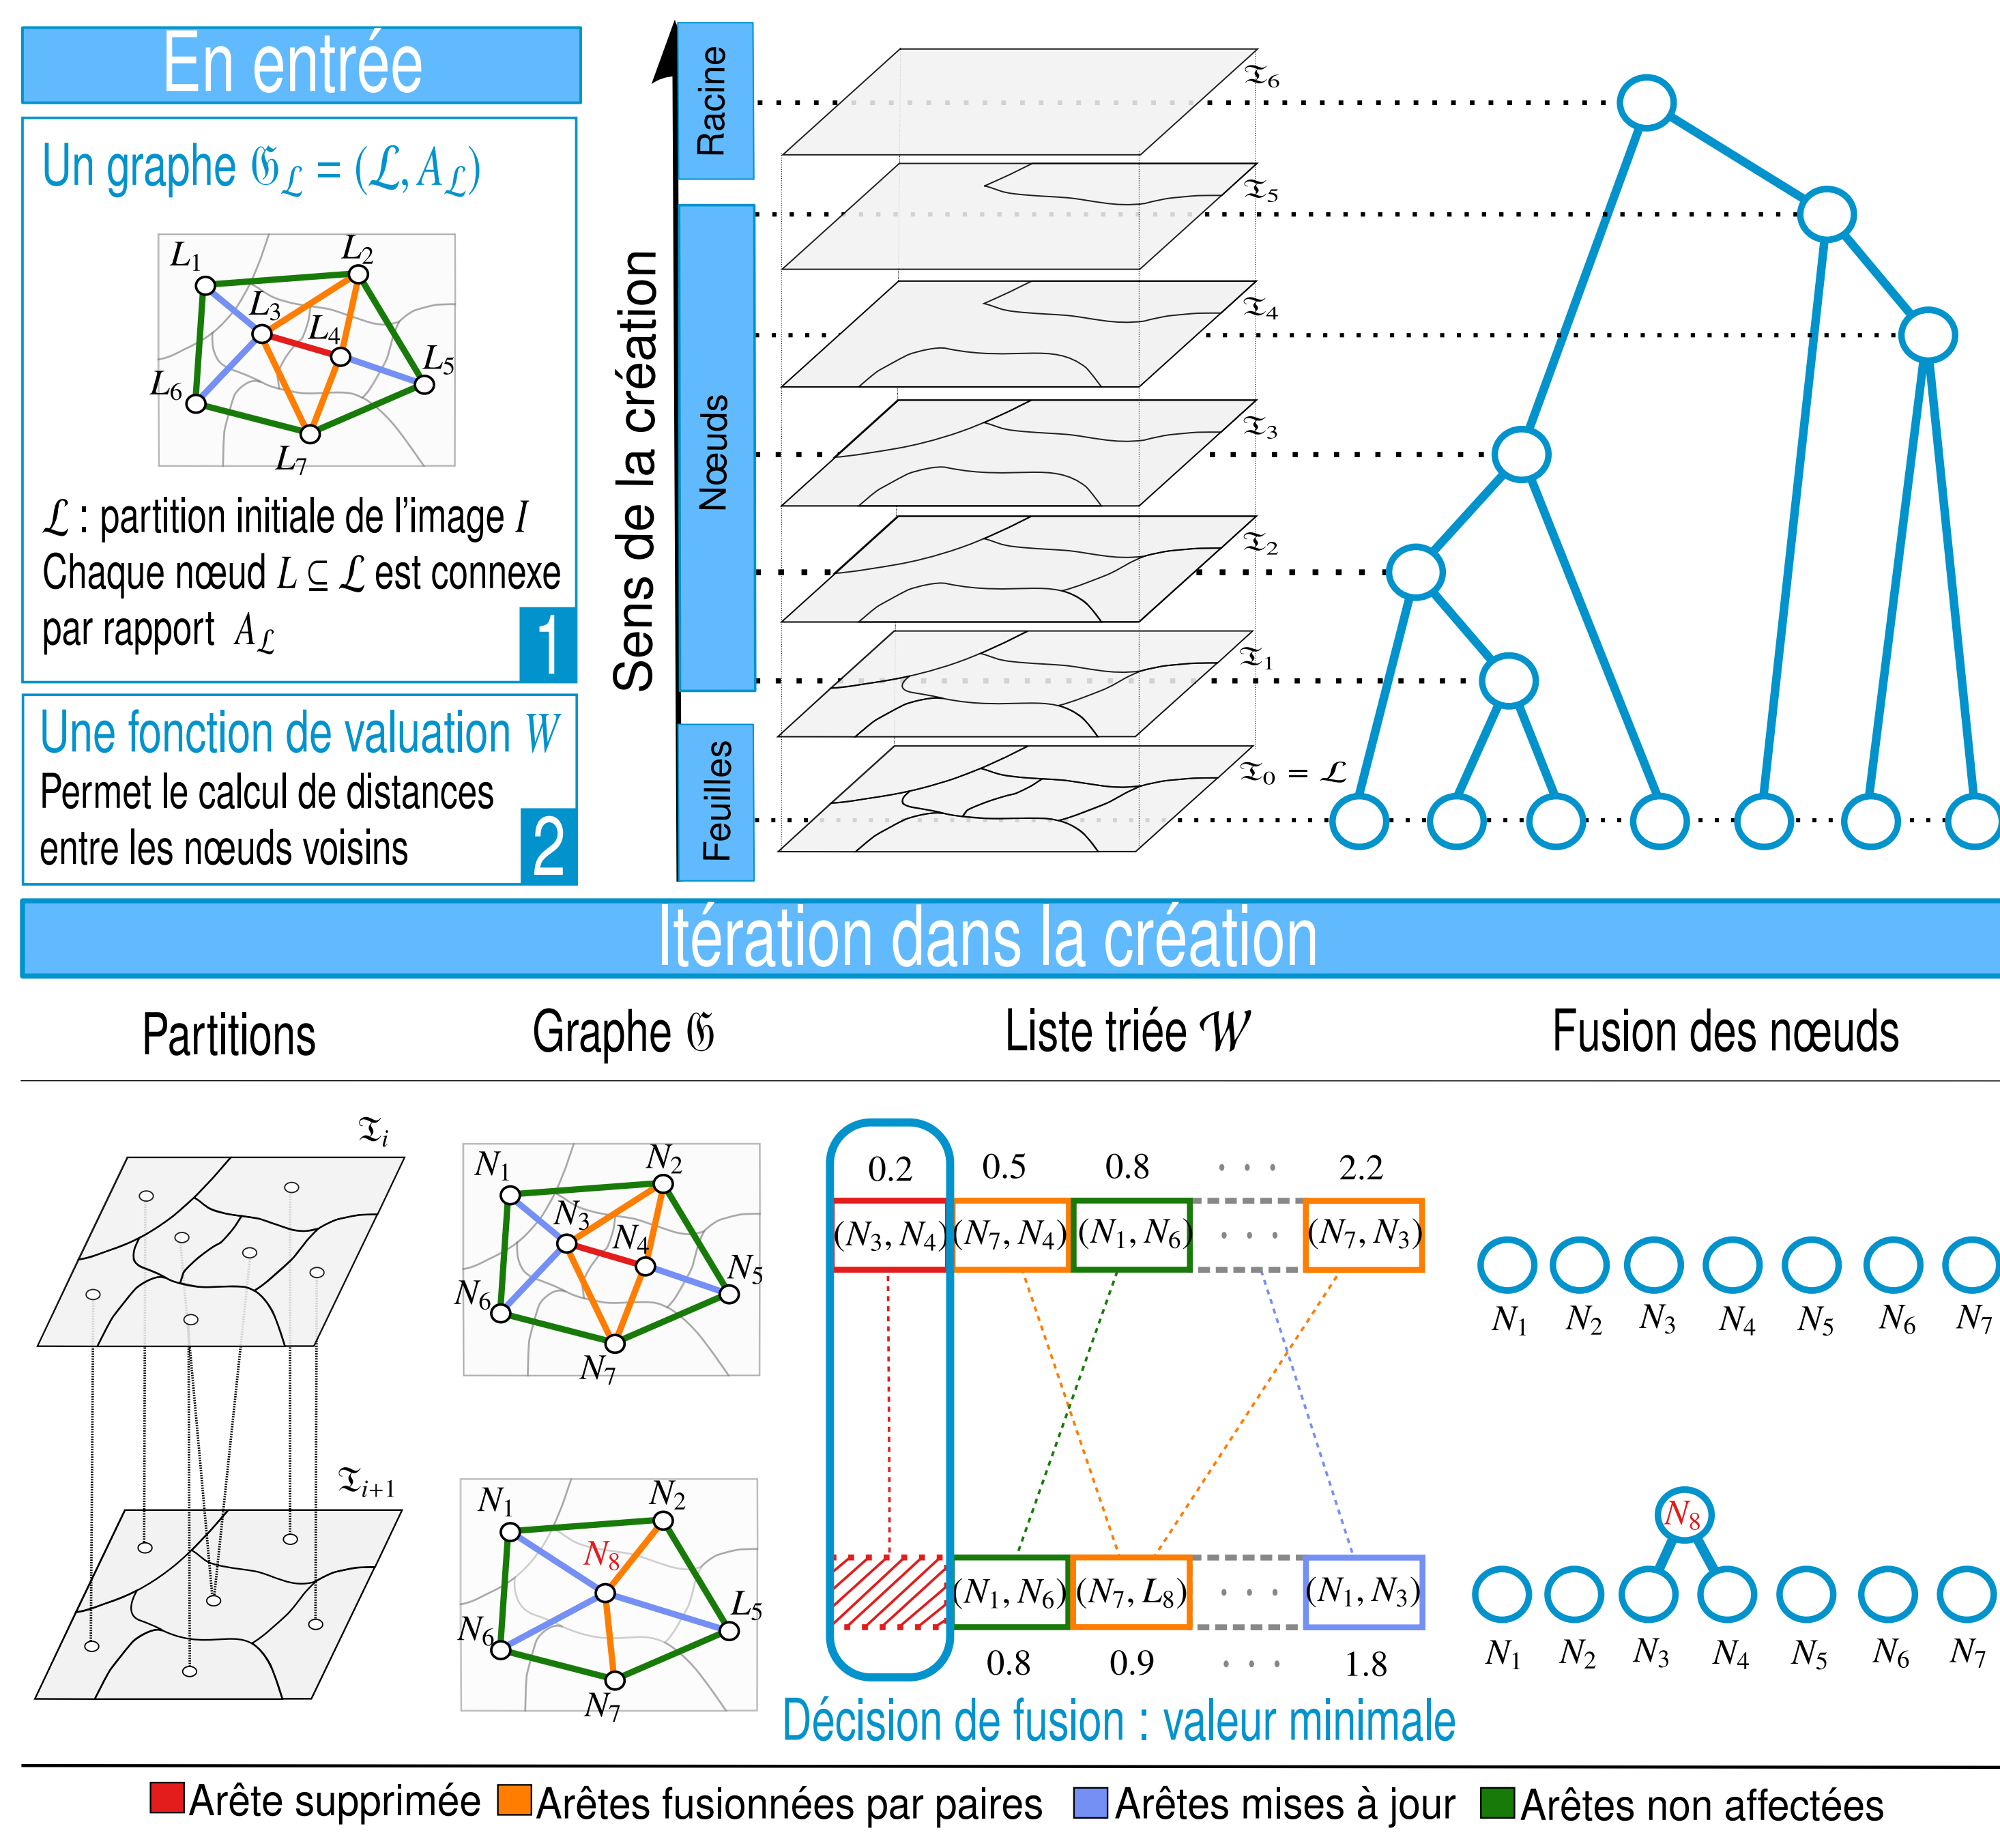 En entrée
Un graphe 𝔊_ℒ = (ℒ, A_ℒ)
L₁
L₂
L₃
L₄
L₅
L₆
L₇
ℒ : partition initiale de l'image I
Chaque nœud L ⊆ ℒ est connexe
par rapport A_ℒ
1
Une fonction de valuation W
Permet le calcul de distances
entre les nœuds voisins
2
Sens de la création
Racine
Nœuds
Feuilles
𝔗₆
𝔗₅
𝔗₄
𝔗₃
𝔗₂
𝔗₁
𝔗₀ = ℒ
Itération dans la création
Partitions
Graphe 𝔊
Liste triée 𝒲
Fusion des nœuds
𝔗ᵢ
𝔗ᵢ₊₁
N₁
N₂
N₃
N₄
N₅
N₆
N₇
N₁
N₂
N₈
L₅
N₆
N₇
0.2 0.5 0.8 · · · 2.2
(N₃, N₄) (N₇, N₄) (N₁, N₆) · · · (N₇, N₃)
(N₁, N₆) (N₇, L₈) · · · (N₁, N₃)
0.8 0.9 · · · 1.8
Décision de fusion : valeur minimale
N₁ N₂ N₃ N₄ N₅ N₆ N₇
N₈
N₁ N₂ N₃ N₄ N₅ N₆ N₇
Arête supprimée Arêtes fusionnées par paires Arêtes mises à jour Arêtes non affectées